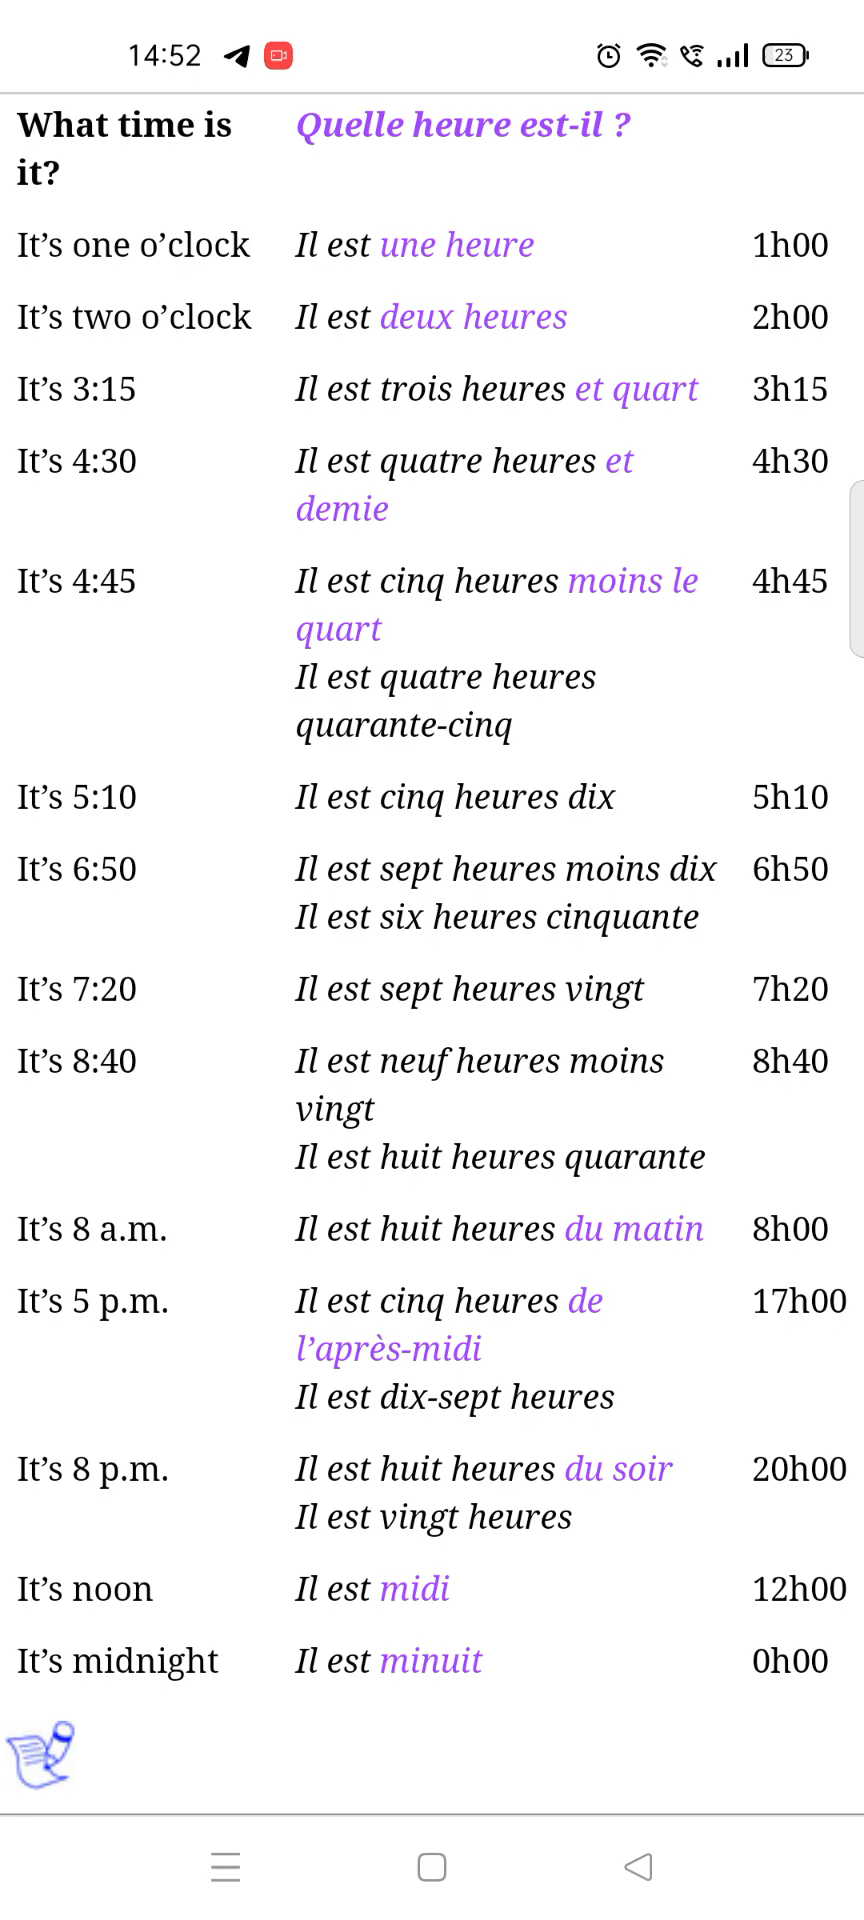 14:52
23
What time is
it?
Quelle heure est-il ?
It’s one o’clock Il est une heure 1h00
It’s two o’clock Il est deux heures 2h00
It’s 3:15 Il est trois heures et quart 3h15
It’s 4:30 Il est quatre heures et 4h30
demie
It’s 4:45 Il est cinq heures moins le 4h45
quart
Il est quatre heures
quarante-cinq
It’s 5:10 Il est cinq heures dix 5h10
It’s 6:50 Il est sept heures moins dix 6h50
Il est six heures cinquante
It’s 7:20 Il est sept heures vingt 7h20
It’s 8:40 Il est neuf heures moins 8h40
vingt
Il est huit heures quarante
It’s 8 a.m. Il est huit heures du matin 8h00
It’s 5 p.m. Il est cinq heures de 17h00
l’après-midi
Il est dix-sept heures
It’s 8 p.m. Il est huit heures du soir 20h00
Il est vingt heures
It’s noon Il est midi 12h00
It’s midnight Il est minuit 0h00